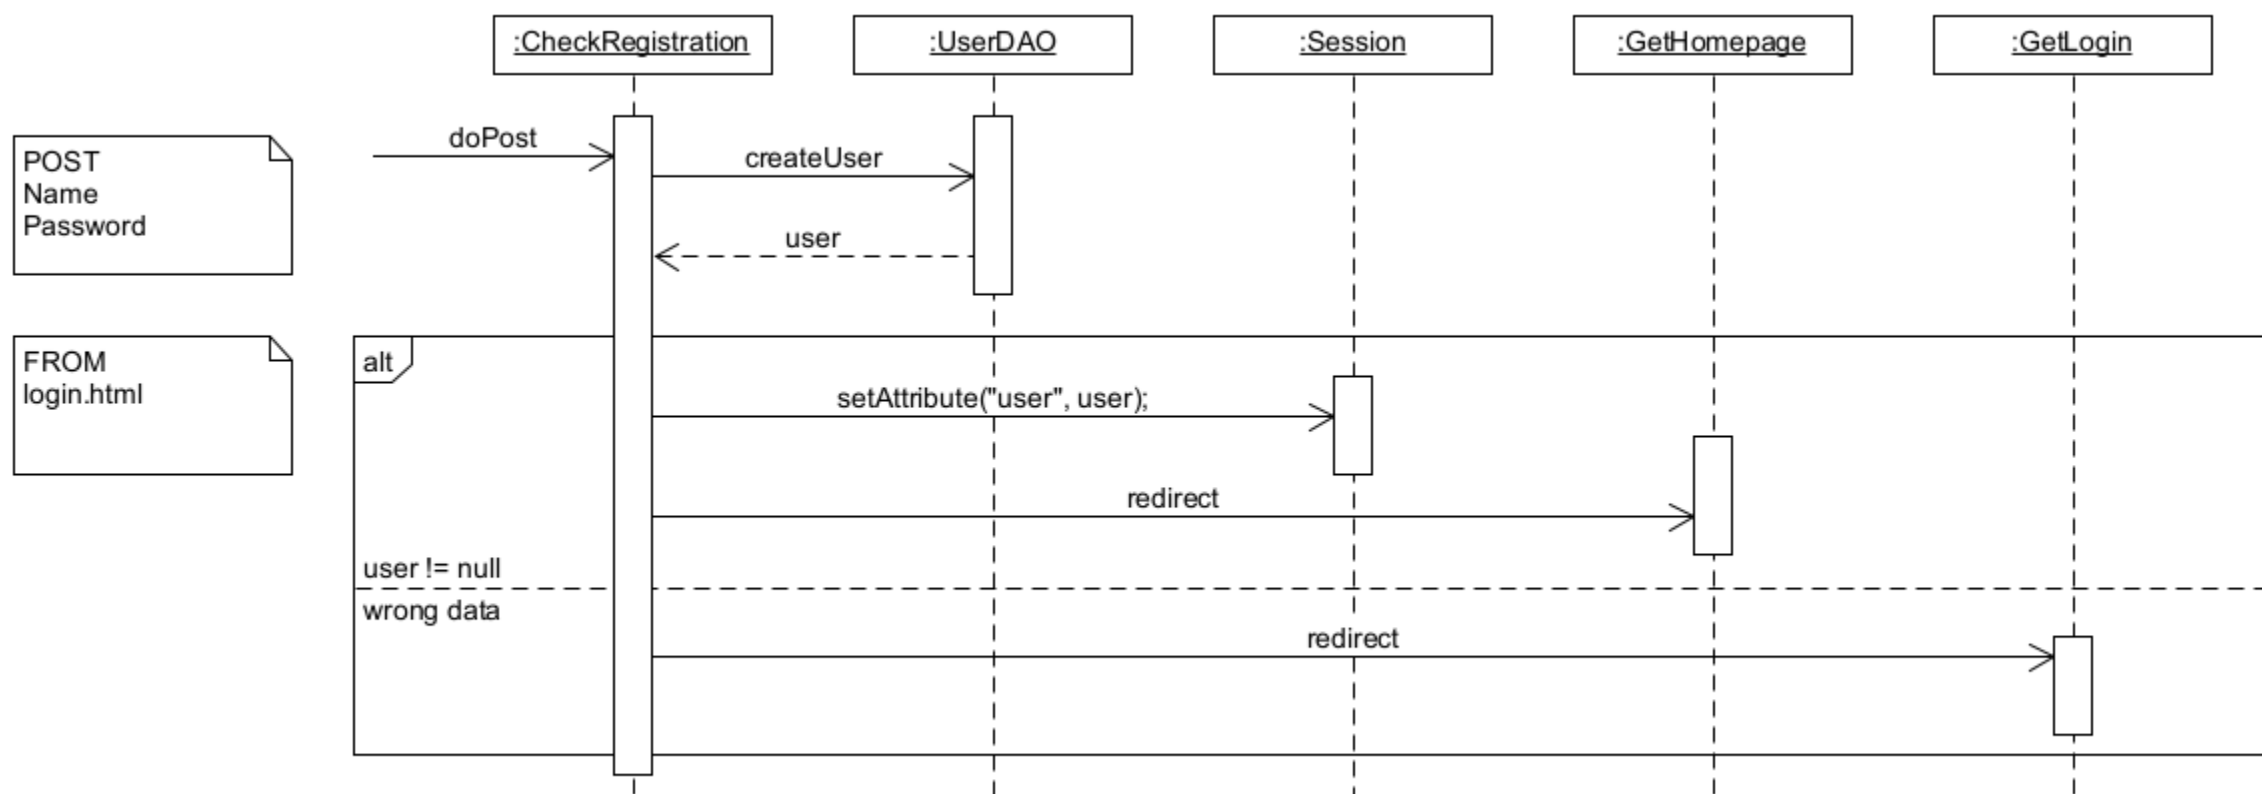 :CheckRegistration
:UserDAO
:Session
:GetHomepage
:GetLogin
POST
Name
Password
doPost
createUser
user
FROM
login.html
alt
setAttribute("user", user);
redirect
user != null
wrong data
redirect